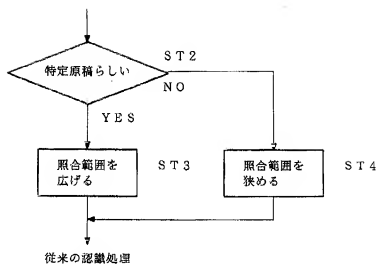 ST2
特定原稿らしい
NO
YES
照合範囲を
広げる
ST3
照合範囲を
狭める
ST4
従来の認識処理